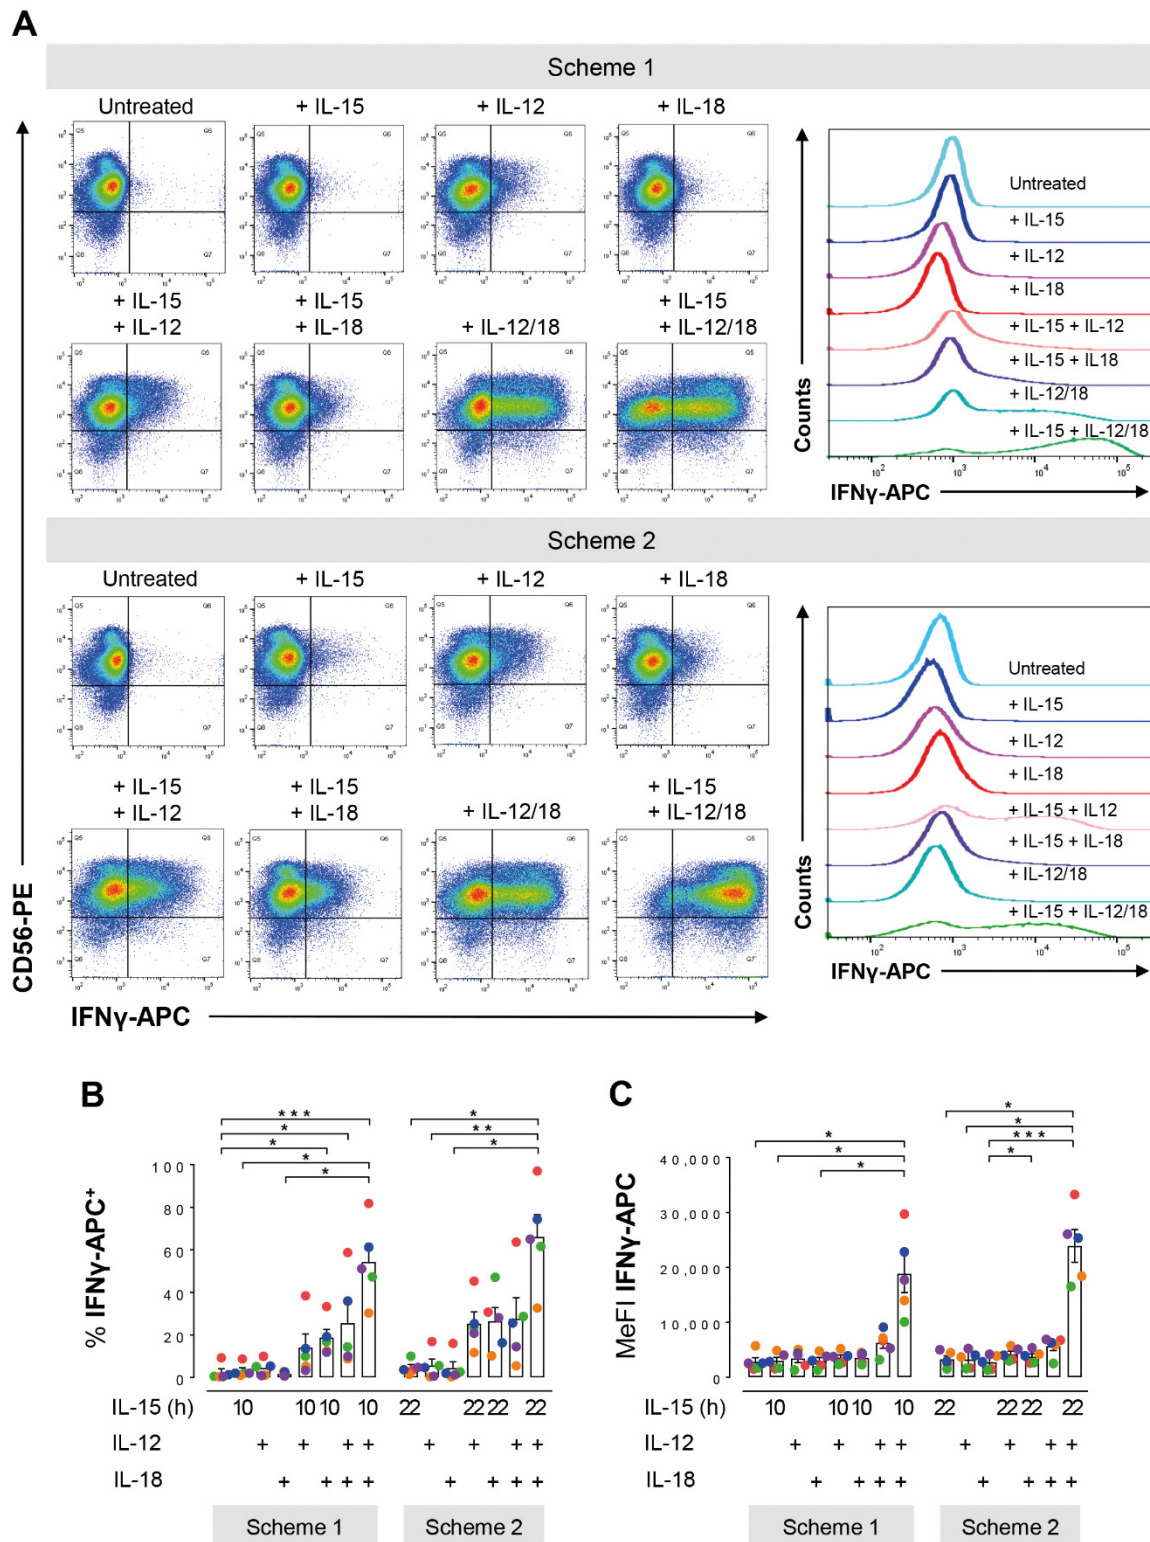 A
Scheme 1
Untreated
+ IL-15
+ IL-12
+ IL-18
+ IL-15
+ IL-12
+ IL-15
+ IL-18
+ IL-12/18
+ IL-15
+ IL-12/18
Untreated
+ IL-15
+ IL-12
+ IL-18
+ IL-15 + IL-12
+ IL-15 + IL18
+ IL-12/18
+ IL-15 + IL-12/18
Counts
10² 10³ 10⁴ 10⁵
IFNγ-APC
Scheme 2
Untreated
+ IL-15
+ IL-12
+ IL-18
+ IL-15
+ IL-12
+ IL-15
+ IL-18
+ IL-12/18
+ IL-15
+ IL-12/18
Untreated
+ IL-15
+ IL-12
+ IL-18
+ IL-15 + IL12
+ IL-15 + IL-18
+ IL-12/18
+ IL-15 + IL-12/18
Counts
10² 10³ 10⁴ 10⁵
IFNγ-APC
CD56-PE
IFNγ-APC
B
% IFNγ-APC⁺
100
80
60
40
20
0
* * *
*
*
*
*
*
* *
*
IL-15 (h) 10 10 10 10 22 22 22 22
IL-12 + + + + + + + +
IL-18 + + + + + + + +
Scheme 1 Scheme 2
C
MeFI IFNγ-APC
40,000
30,000
20,000
10,000
0
*
*
*
*
*
* * *
*
IL-15 (h) 10 10 10 10 22 22 22 22
IL-12 + + + + + + + +
IL-18 + + + + + + + +
Scheme 1 Scheme 2